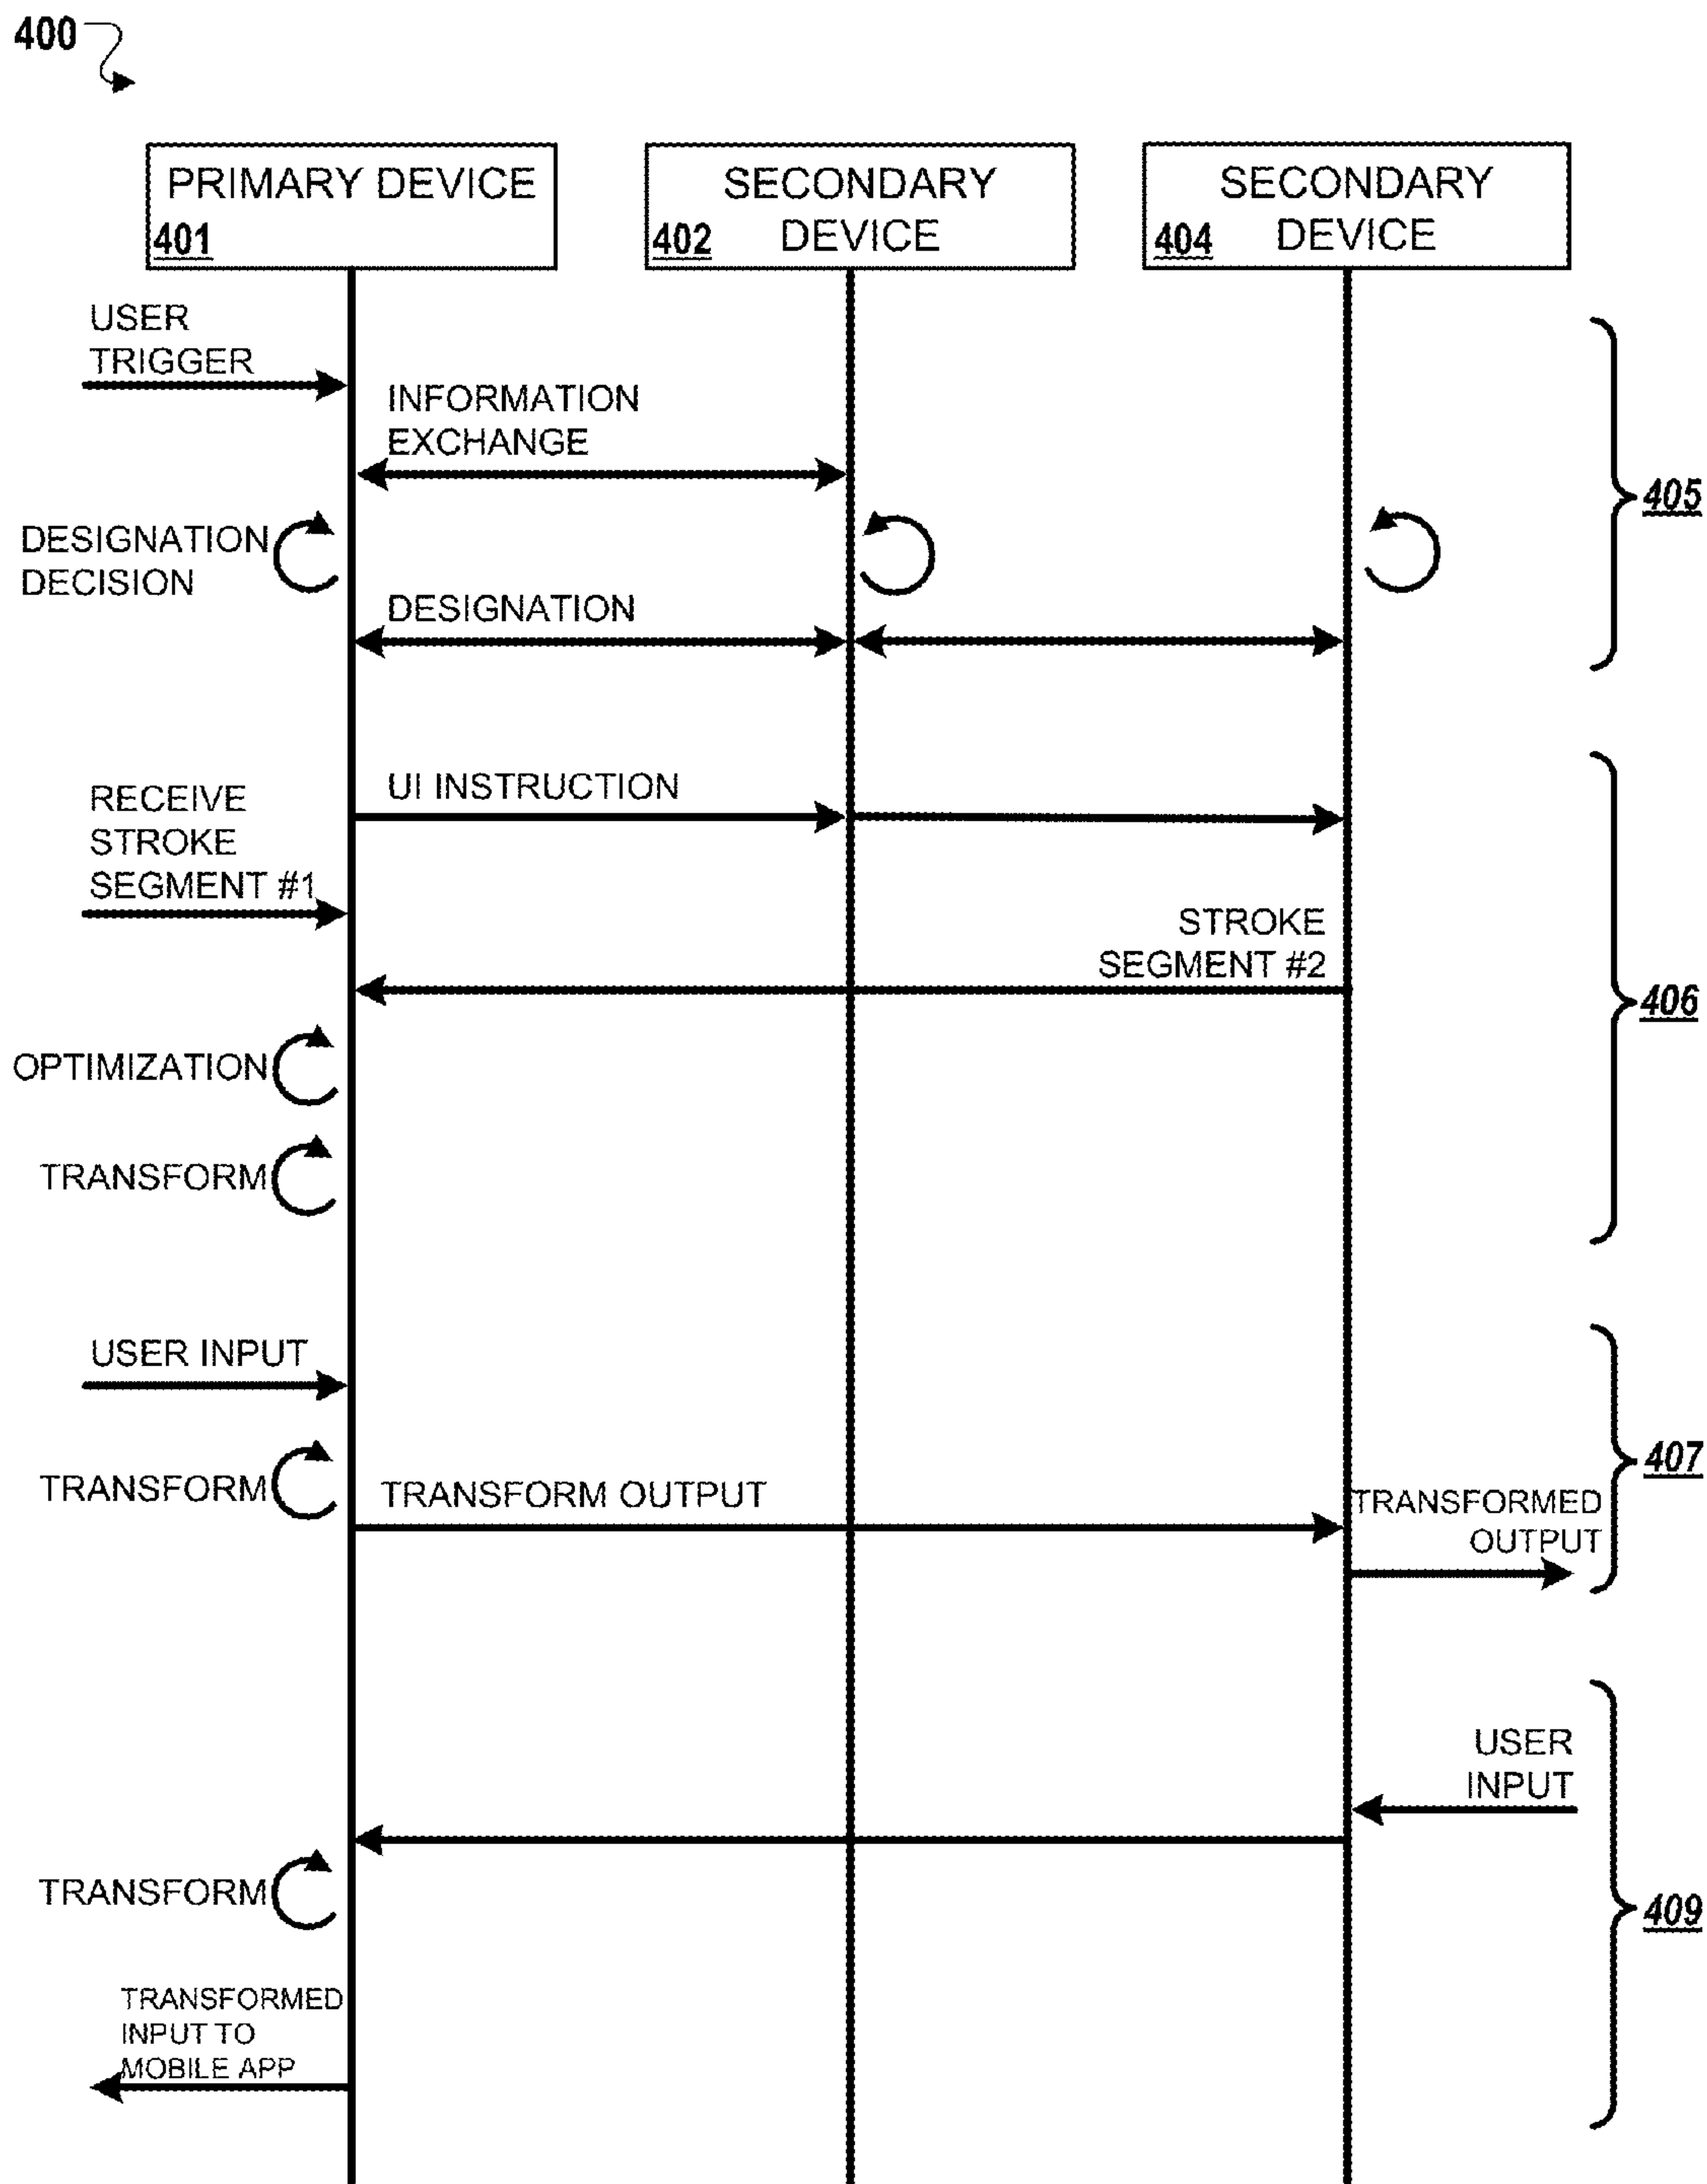 400
PRIMARY DEVICE
401
SECONDARY
DEVICE
402
SECONDARY
DEVICE
404
USER
TRIGGER
INFORMATION
EXCHANGE
DESIGNATION
DECISION
DESIGNATION
405
UI INSTRUCTION
RECEIVE
STROKE
SEGMENT #1
STROKE
SEGMENT #2
406
OPTIMIZATION
TRANSFORM
USER INPUT
TRANSFORM
TRANSFORM OUTPUT
TRANSFORMED
OUTPUT
407
USER
INPUT
TRANSFORM
409
TRANSFORMED
INPUT TO
MOBILE APP